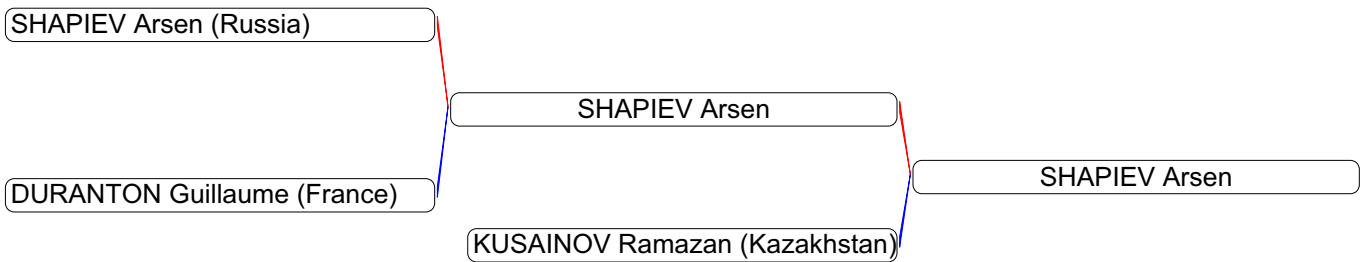 SHAPIEV Arsen (Russia)
SHAPIEV Arsen
SHAPIEV Arsen
DURANTON Guillaume (France)
KUSAINOV Ramazan (Kazakhstan)